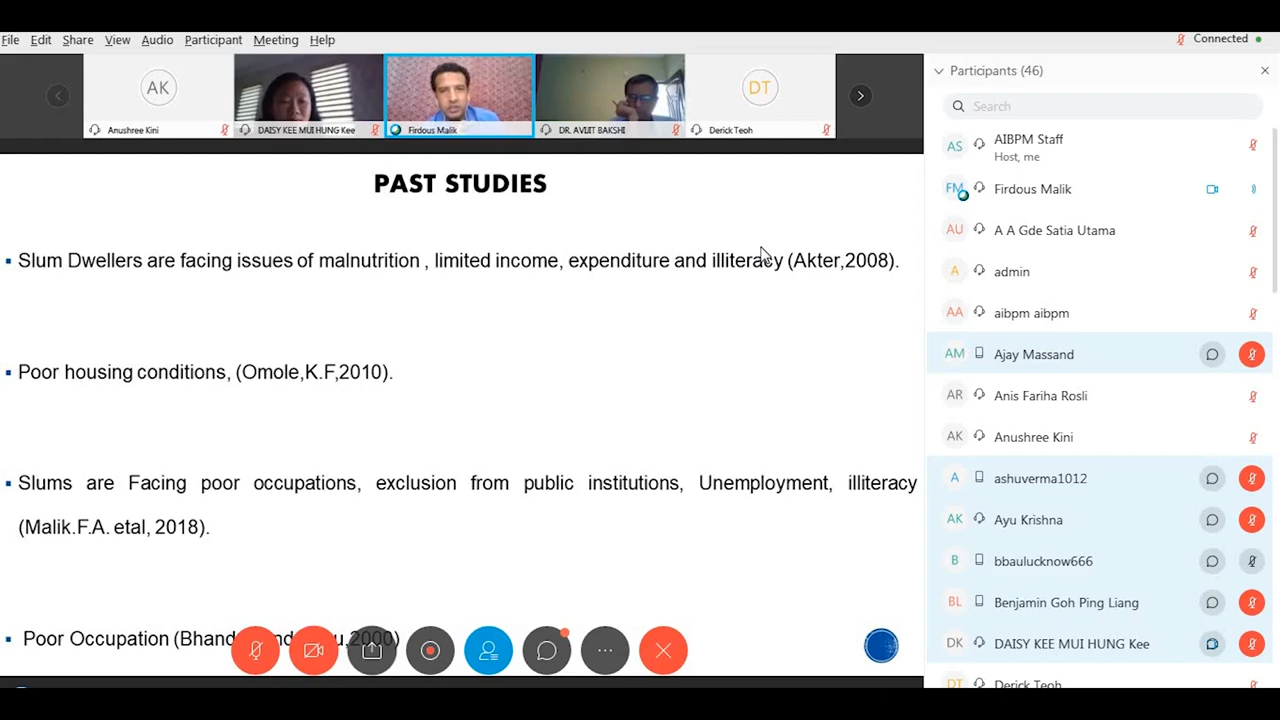 File Edit Share View Audio Participant Meeting Help
Connected
AK
DT
Anushree Kini
DAISY KEE MUI HUNG Kee
Firdous Malik
DR. AVIJIT BAKSHI
Derick Teoh
PAST STUDIES
▪ Slum Dwellers are facing issues of malnutrition , limited income, expenditure and illiteracy (Akter,2008).
▪ Poor housing conditions, (Omole,K.F,2010).
▪ Slums are Facing poor occupations, exclusion from public institutions, Unemployment, illiteracy
(Malik.F.A. etal, 2018).
▪ Poor Occupation
Participants (46)
Search
AS AIBPM Staff
Host, me
FM Firdous Malik
AU A A Gde Satia Utama
A admin
AA aibpm aibpm
AM Ajay Massand
AR Anis Fariha Rosli
AK Anushree Kini
A ashuverma1012
AK Ayu Krishna
B bbaulucknow666
BL Benjamin Goh Ping Liang
DK DAISY KEE MUI HUNG Kee
DT Derick Teoh